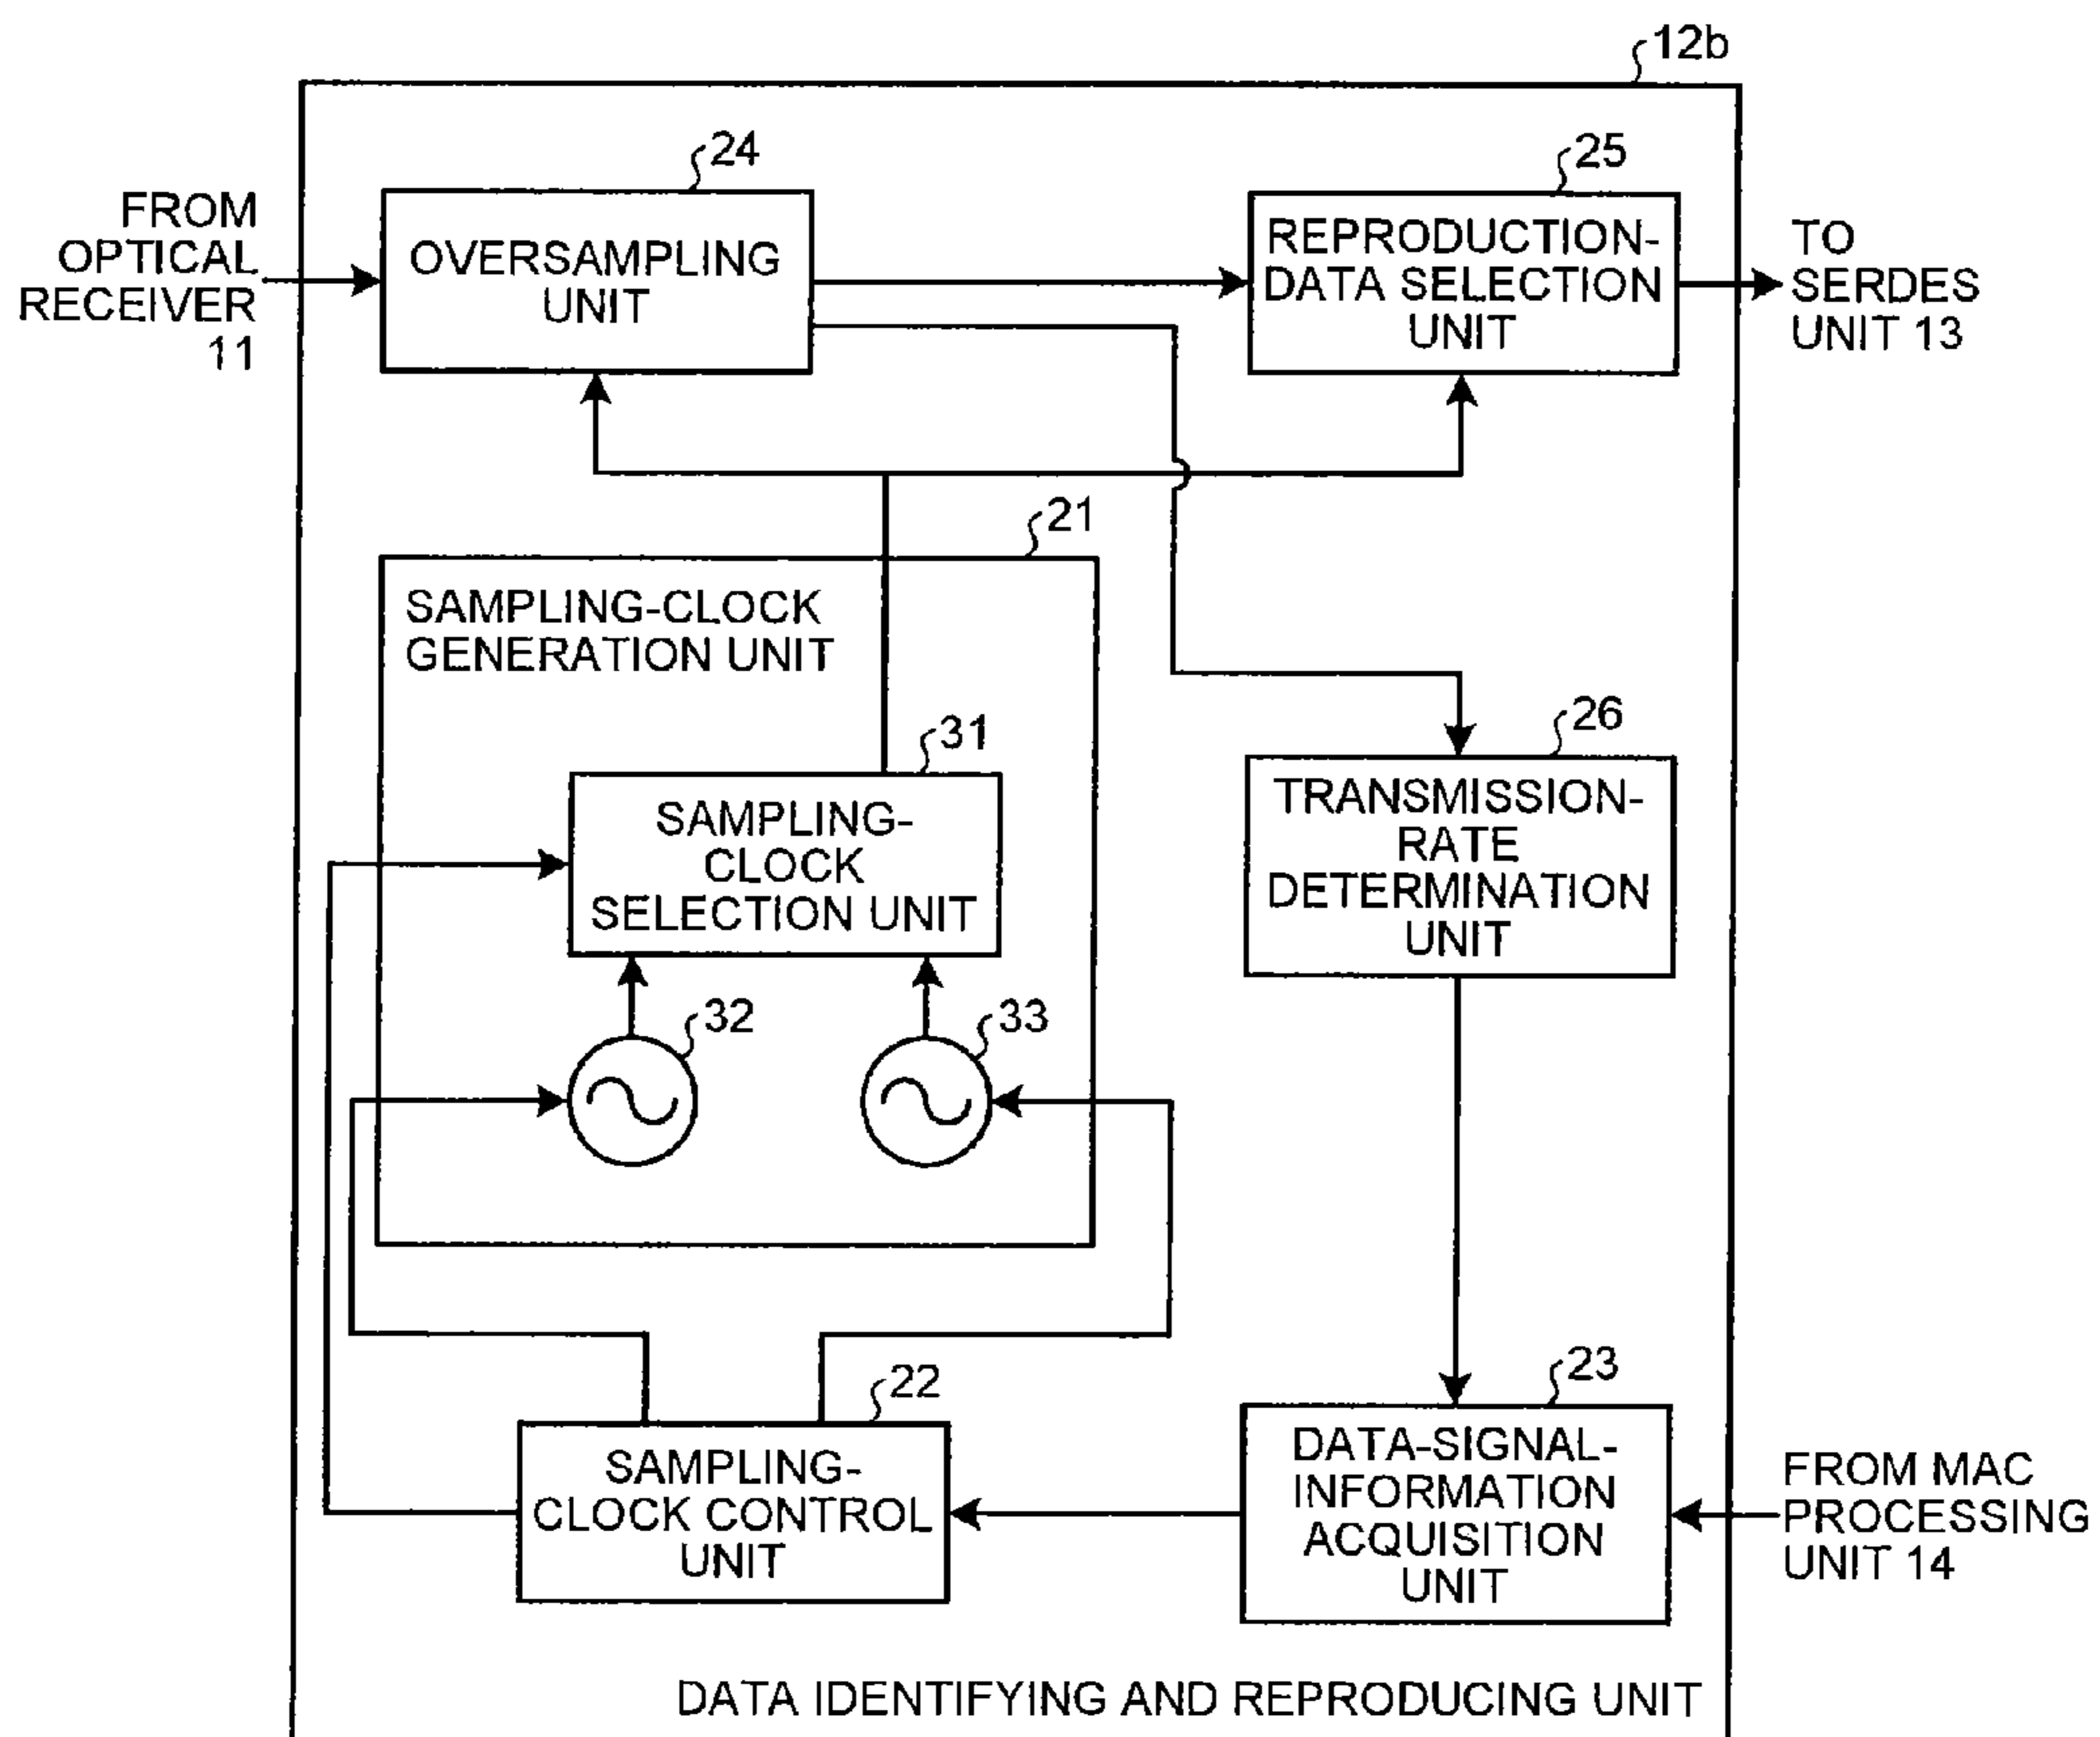 12b
24
25
FROM
OPTICAL
RECEIVER
11
OVERSAMPLING
UNIT
REPRODUCTION-
DATA SELECTION
UNIT
TO
SERDES
UNIT 13
21
SAMPLING-CLOCK
GENERATION UNIT
31
SAMPLING-
CLOCK
SELECTION UNIT
26
TRANSMISSION-
RATE
DETERMINATION
UNIT
32
33
22
SAMPLING-
CLOCK CONTROL
UNIT
23
DATA-SIGNAL-
INFORMATION
ACQUISITION
UNIT
FROM MAC
PROCESSING
UNIT 14
DATA IDENTIFYING AND REPRODUCING UNIT